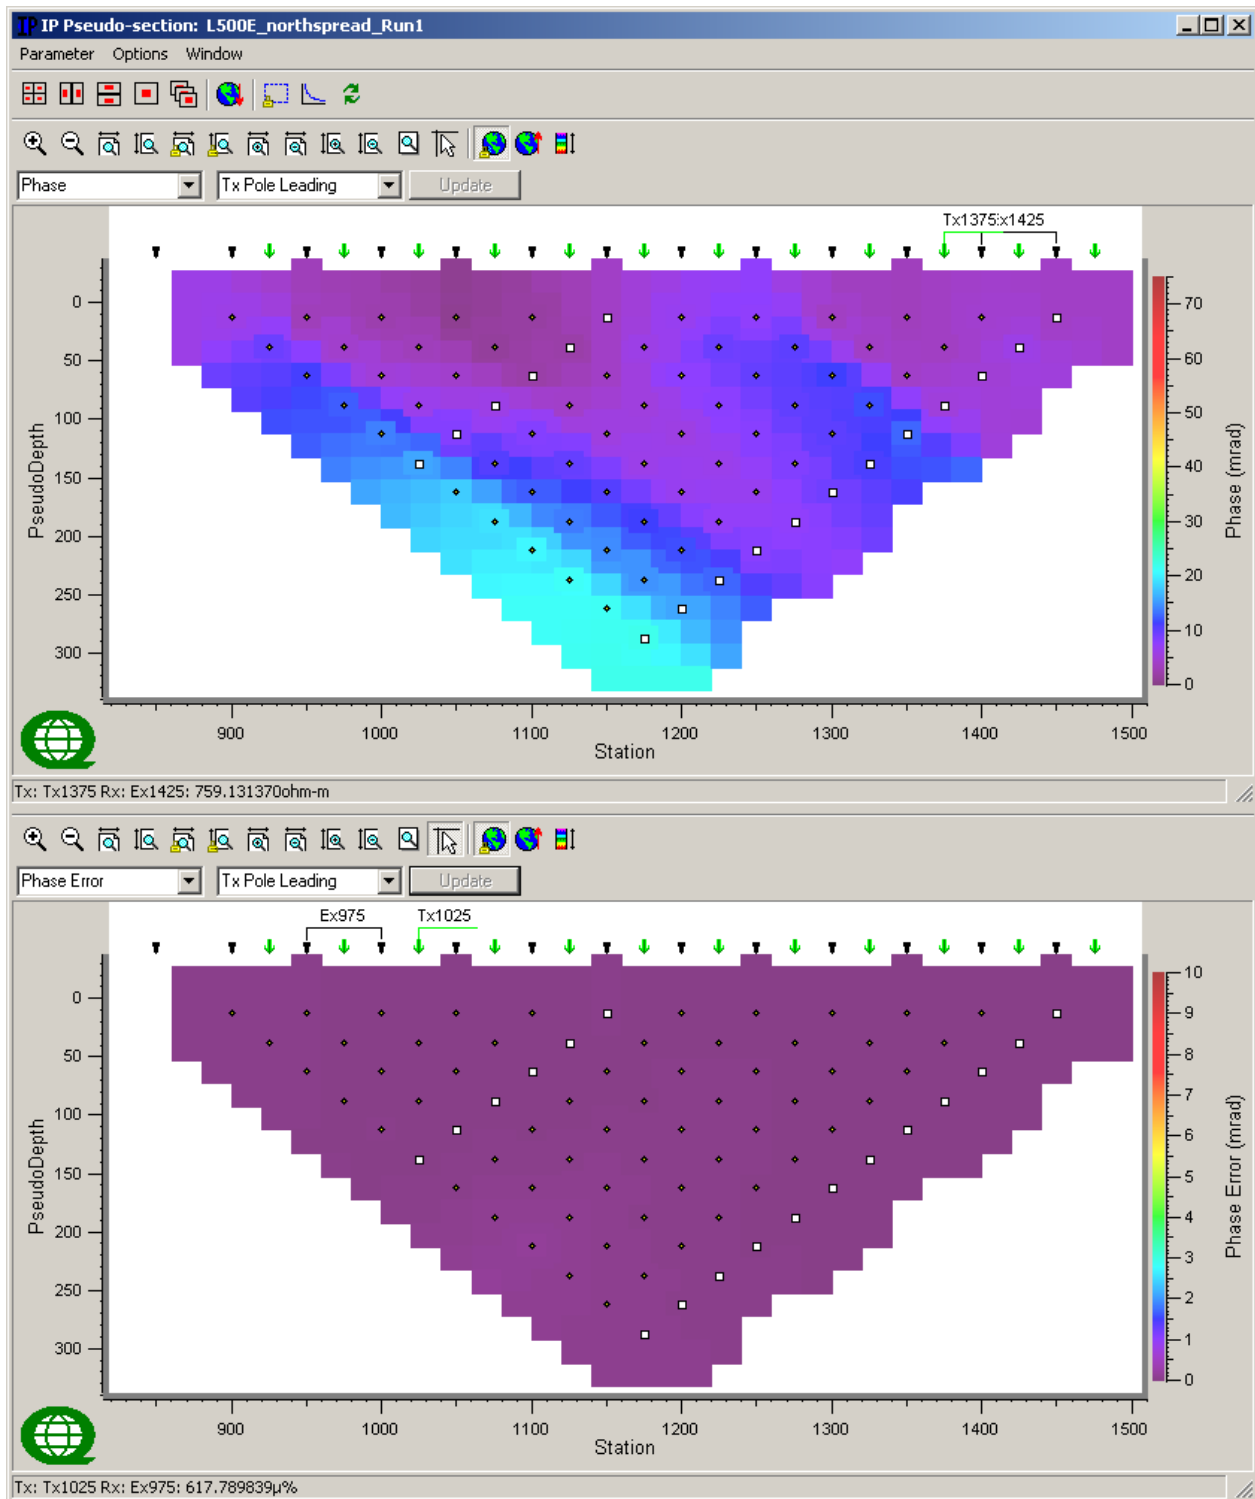 IP IP Pseudo-section: L500E_northspread_Run1
Parameter Options Window
Phase Tx Pole Leading Update
Tx1375 :x1425
0
50
100
150
200
250
300
PseudoDepth
70
60
50
40
30
20
10
0
Phase (mrad)
900 1000 1100 1200 1300 1400 1500
Station
Tx: Tx1375 Rx: Ex1425: 759.131370ohm-m
Phase Error Tx Pole Leading Update
Ex975 Tx1025
0
50
100
150
200
250
300
PseudoDepth
10
9
8
7
6
5
4
3
2
1
0
Phase Error (mrad)
900 1000 1100 1200 1300 1400 1500
Station
Tx: Tx1025 Rx: Ex975: 617.789839µ%